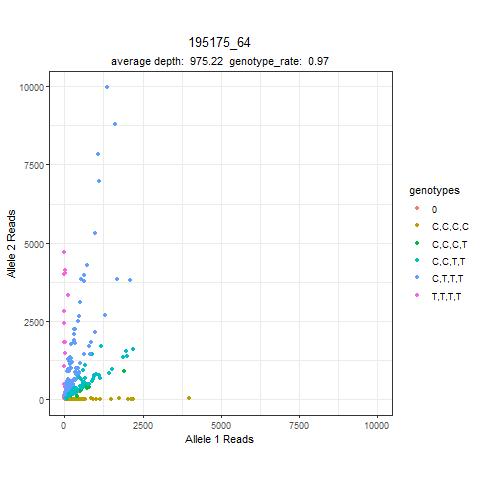 195175_64
average depth: 975.22 genotype_rate: 0.97
10000
7500
5000
2500
0
Allele 2 Reads
0
2500
5000
7500
10000
Allele 1 Reads
genotypes
0
C,C,C,C
C,C,C,T
C,C,T,T
C,T,T,T
T,T,T,T